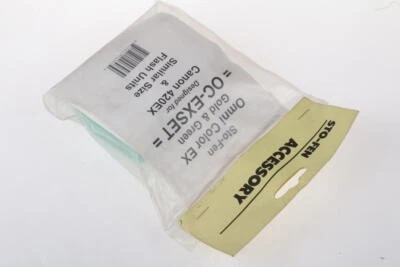 STO-FEN
ACCESSORY
Sto-Fen
Omni Color EX
Gold & Green
= OC-EXSET =
Designed for
Canon 420EX
&
Similar Size
Flash Units